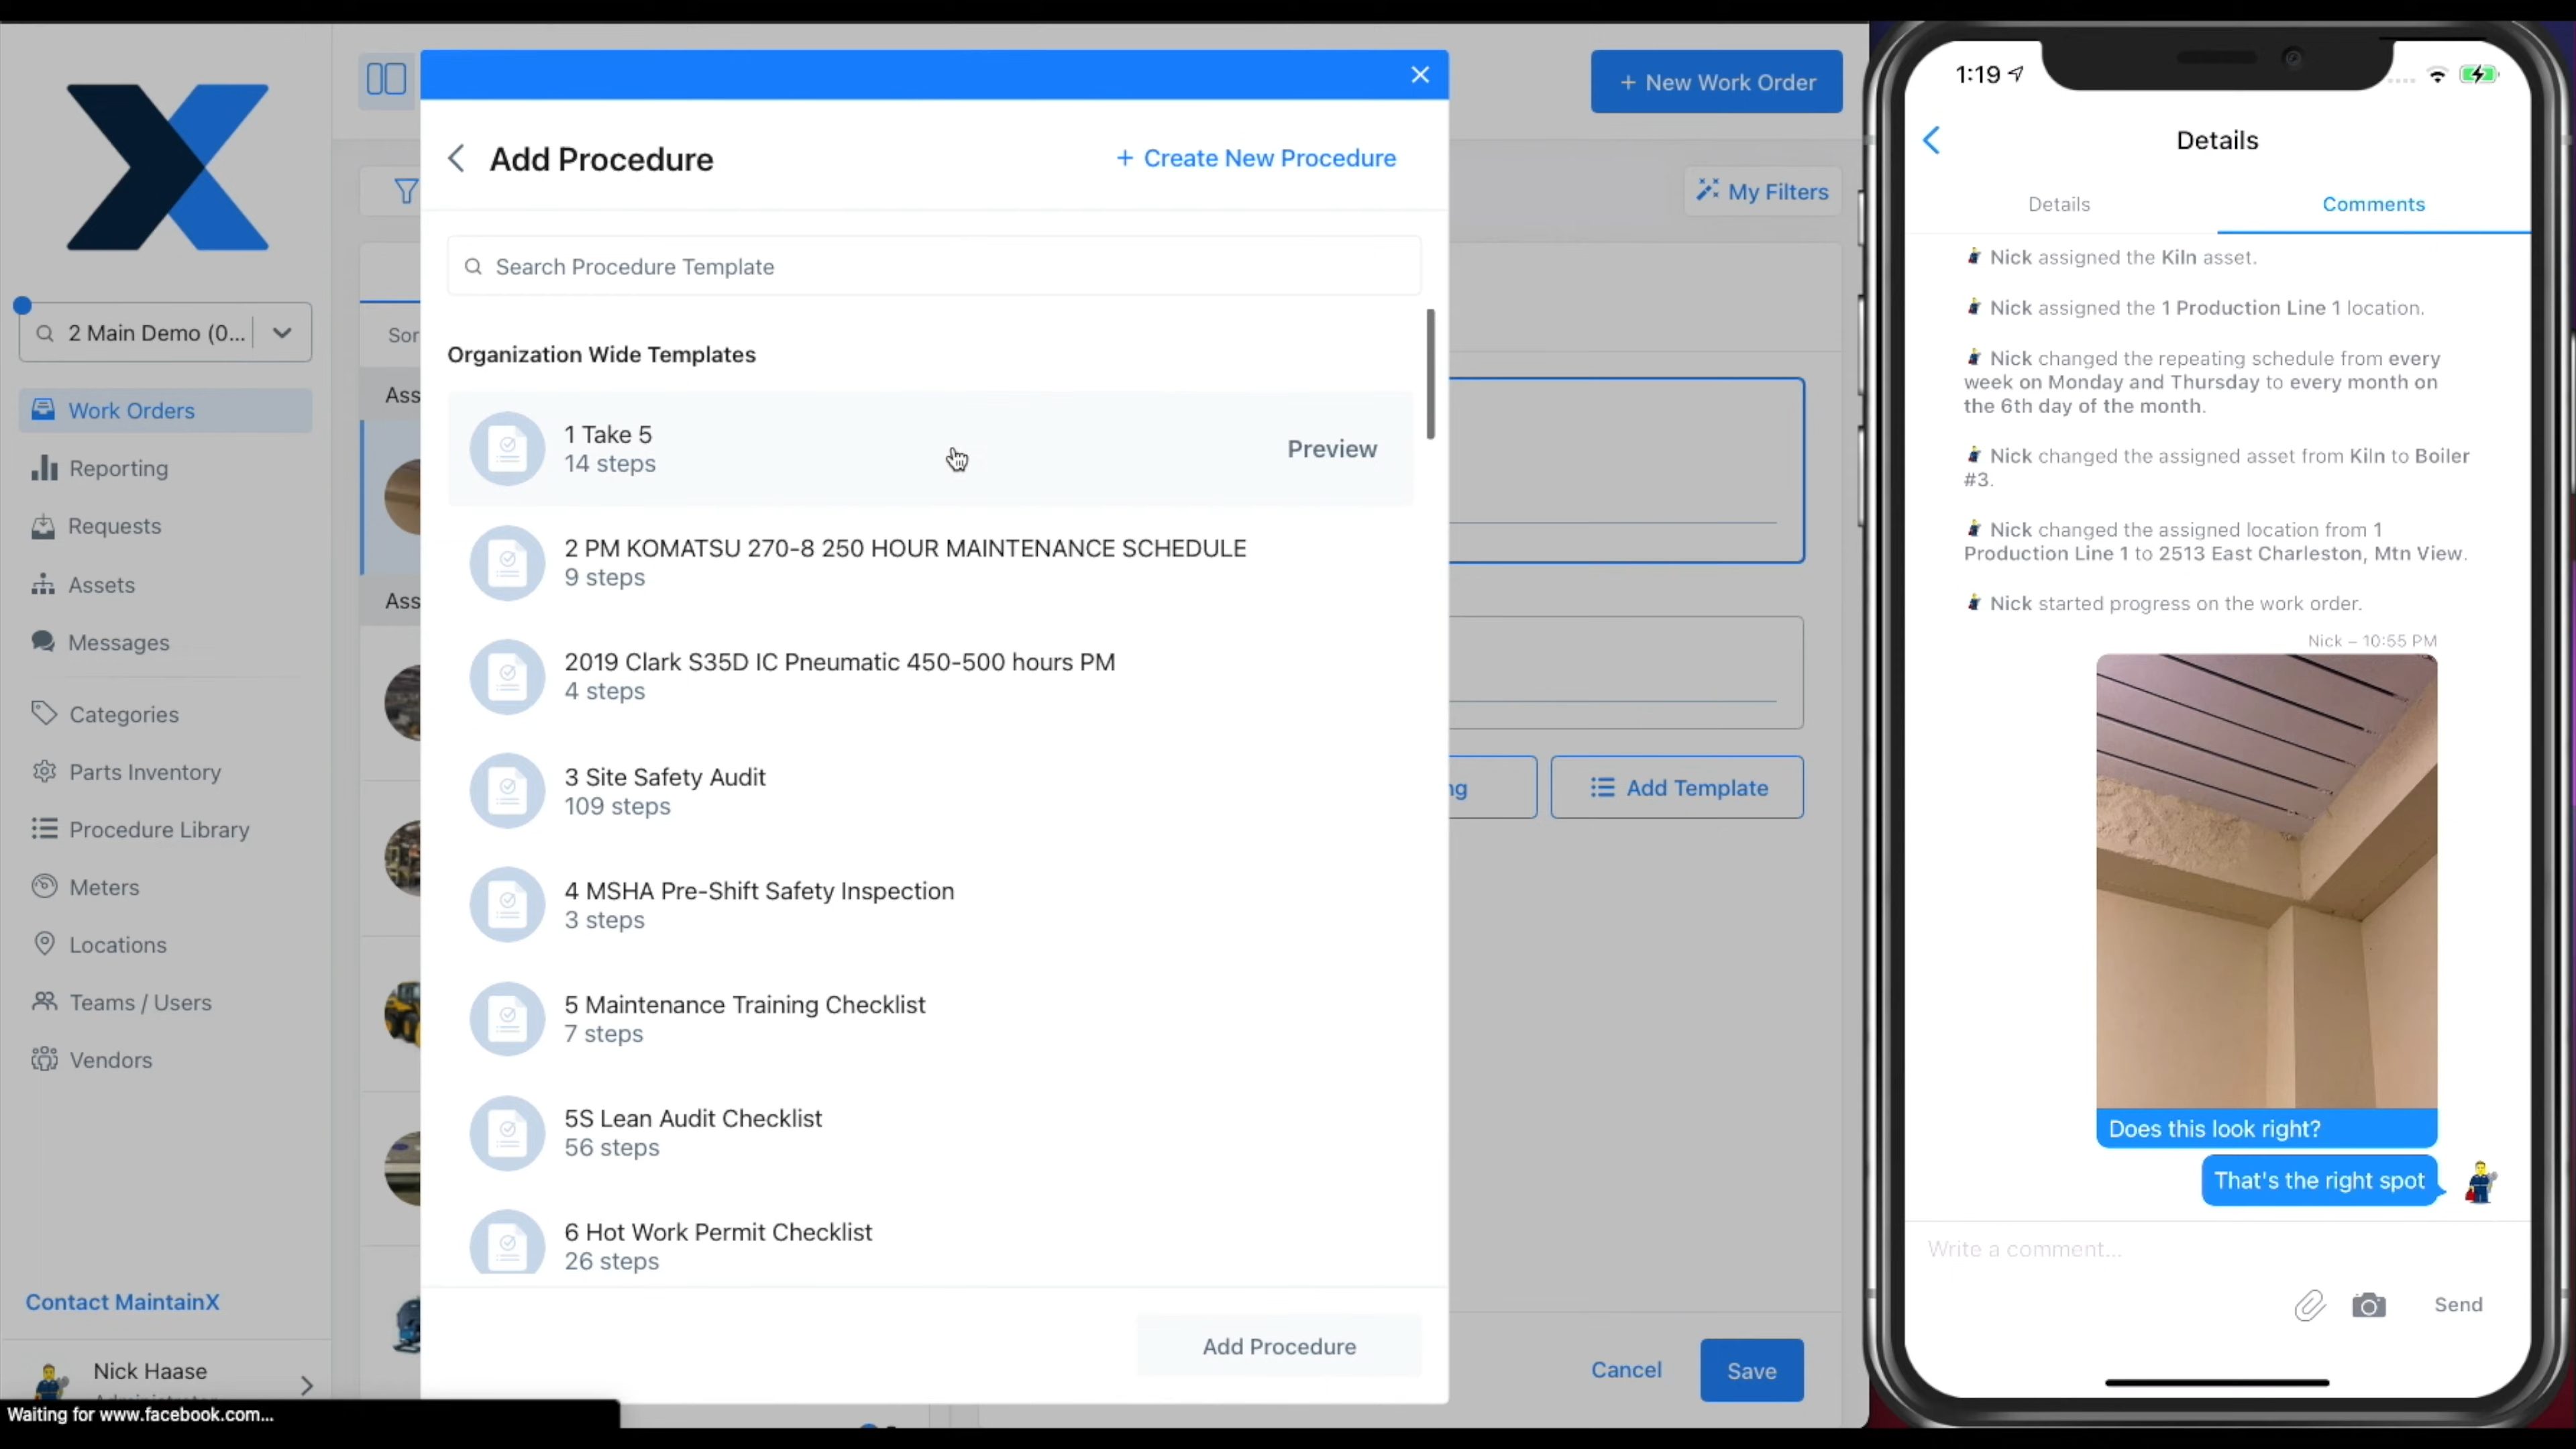 + New Work Order
Add Procedure
+ Create New Procedure
My Filters
Search Procedure Template
2 Main Demo (0...
Sor
Organization Wide Templates
Ass
Work Orders
Reporting
Requests
Assets
Messages
Categories
Parts Inventory
Procedure Library
Meters
Locations
Teams / Users
Vendors
Contact MaintainX
Nick Haase
Waiting for www.facebook.com...
Ass
1 Take 5
14 steps
Preview
2 PM KOMATSU 270-8 250 HOUR MAINTENANCE SCHEDULE
9 steps
2019 Clark S35D IC Pneumatic 450-500 hours PM
4 steps
3 Site Safety Audit
109 steps
4 MSHA Pre-Shift Safety Inspection
3 steps
5 Maintenance Training Checklist
7 steps
5S Lean Audit Checklist
56 steps
6 Hot Work Permit Checklist
26 steps
Add Procedure
ng
Add Template
Cancel
Save
1:19
Details
Details
Comments
Nick assigned the Kiln asset.
Nick assigned the 1 Production Line 1 location.
Nick changed the repeating schedule from every
week on Monday and Thursday to every month on
the 6th day of the month.
Nick changed the assigned asset from Kiln to Boiler
#3.
Nick changed the assigned location from 1
Production Line 1 to 2513 East Charleston, Mtn View.
Nick started progress on the work order.
Nick – 10:55 PM
Does this look right?
That's the right spot
Write a comment...
Send